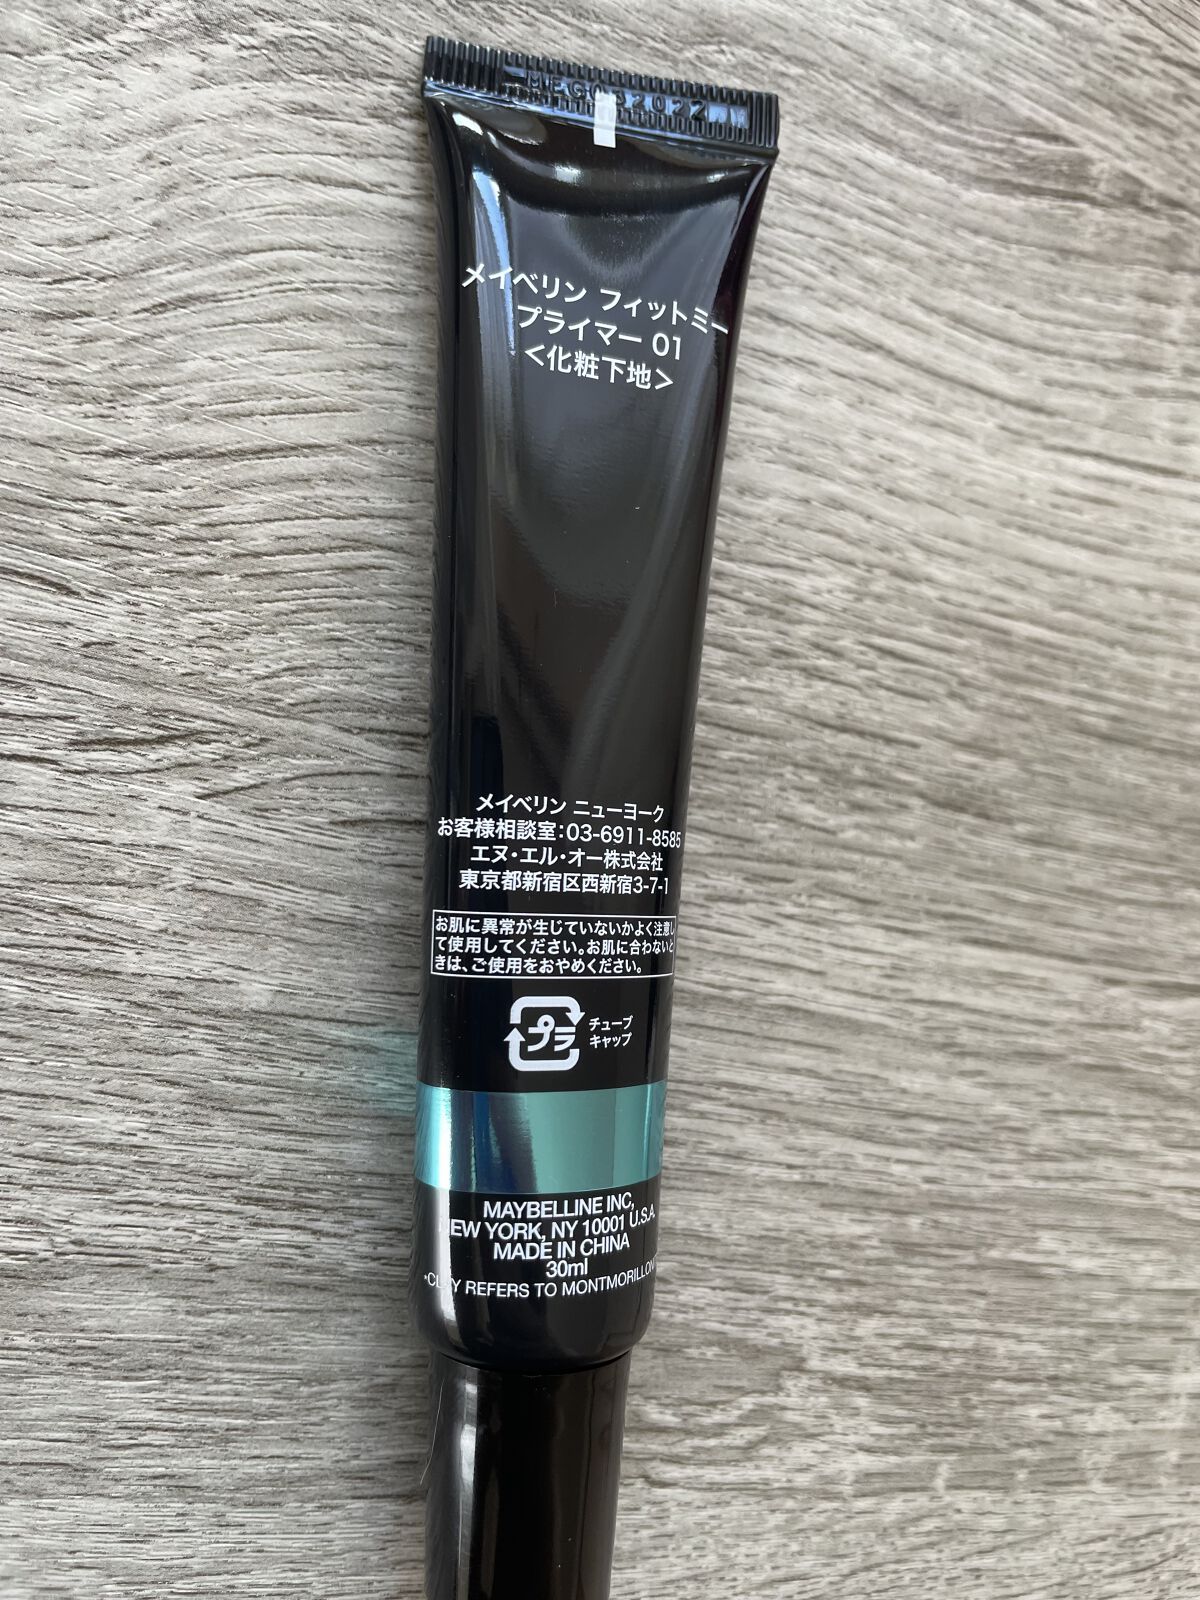 メイベリン フィットミー
プライマー 01
<化粧下地>
メイベリン ニューヨーク
お客様相談室:03-6911-8585
エヌ・エル・オー株式会社
東京都新宿区西新宿3-7-1
お肌に異常が生じていないかよく注意し
て使用してください。お肌に合わないと
きは、ご使用をおやめください。
プラ
チューブ
キャップ
MAYBELLINE INC,
NEW YORK, NY 10001 U.S.A.
MADE IN CHINA
30ml
*CLAY REFERS TO